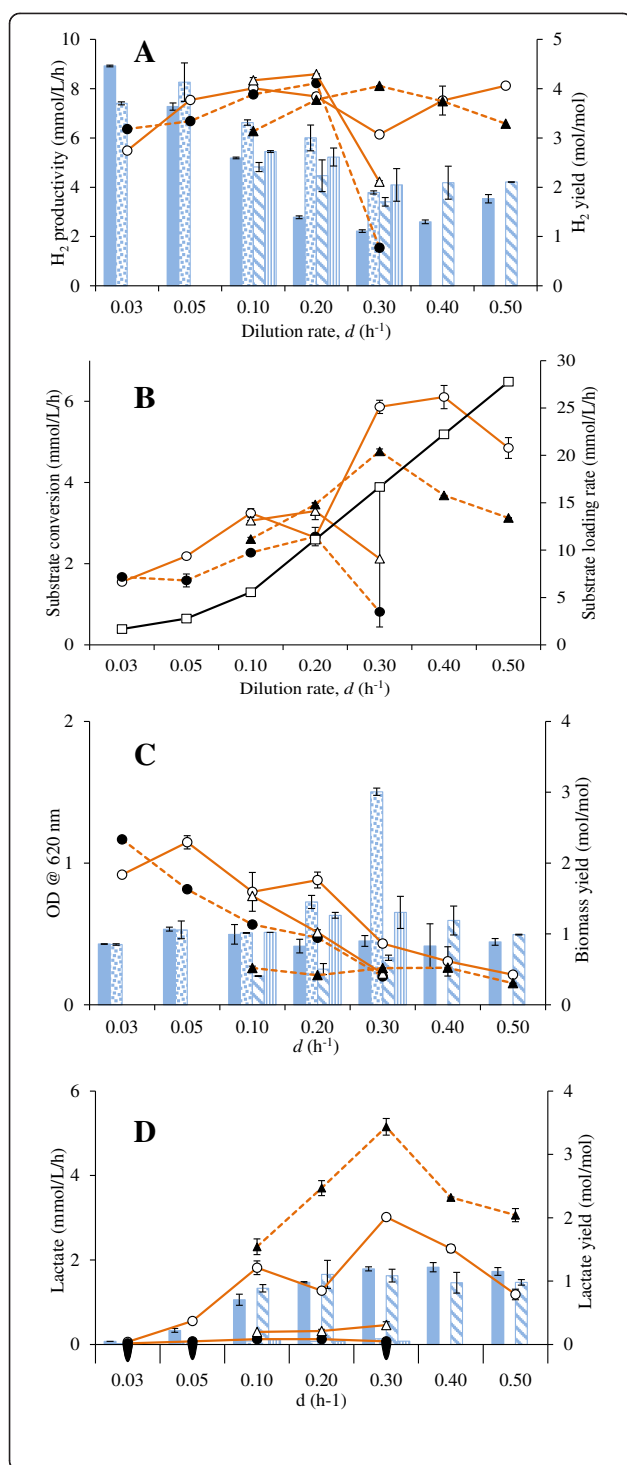 A
H2 productivity (mmol/L/h)
10
8
6
4
2
0
H2 yield (mol/mol)
5
4
3
2
1
0
0.03 0.05 0.10 0.20 0.30 0.40 0.50
Dilution rate, d (h-1)
B
Substrate conversion (mmol/L/h)
6
4
2
0
Substrate loading rate (mmol/L/h)
30
25
20
15
10
5
0
0.03 0.05 0.10 0.20 0.30 0.40 0.50
Dilution rate, d (h-1)
C
OD @ 620 nm
2
1
0
Biomass yield (mol/mol)
4
3
2
1
0
0.03 0.05 0.10 0.20 0.30 0.40 0.50
d (h-1)
D
Lactate (mmol/L/h)
6
4
2
0
Lactate yield (mol/mol)
4
3
2
1
0
0.03 0.05 0.10 0.20 0.30 0.40 0.50
d (h-1)